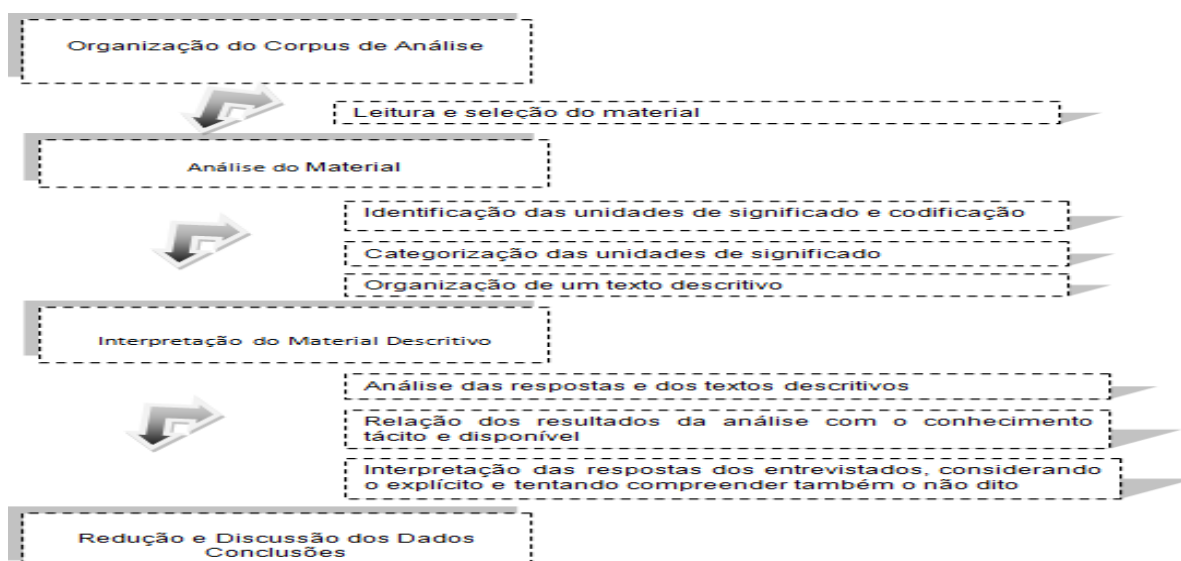 Organização do Corpus de Análise
Leitura e seleção do material
Análise do Material
Identificação das unidades de significado e codificação
Categorização das unidades de significado
Organização de um texto descritivo
Interpretação do Material Descritivo
Análise das respostas e dos textos descritivos
Relação dos resultados da análise com o conhecimento
tácito e disponível
Interpretação das respostas dos entrevistados, considerando
o explícito e tentando compreender também o não dito
Redução e Discussão dos Dados
Conclusões